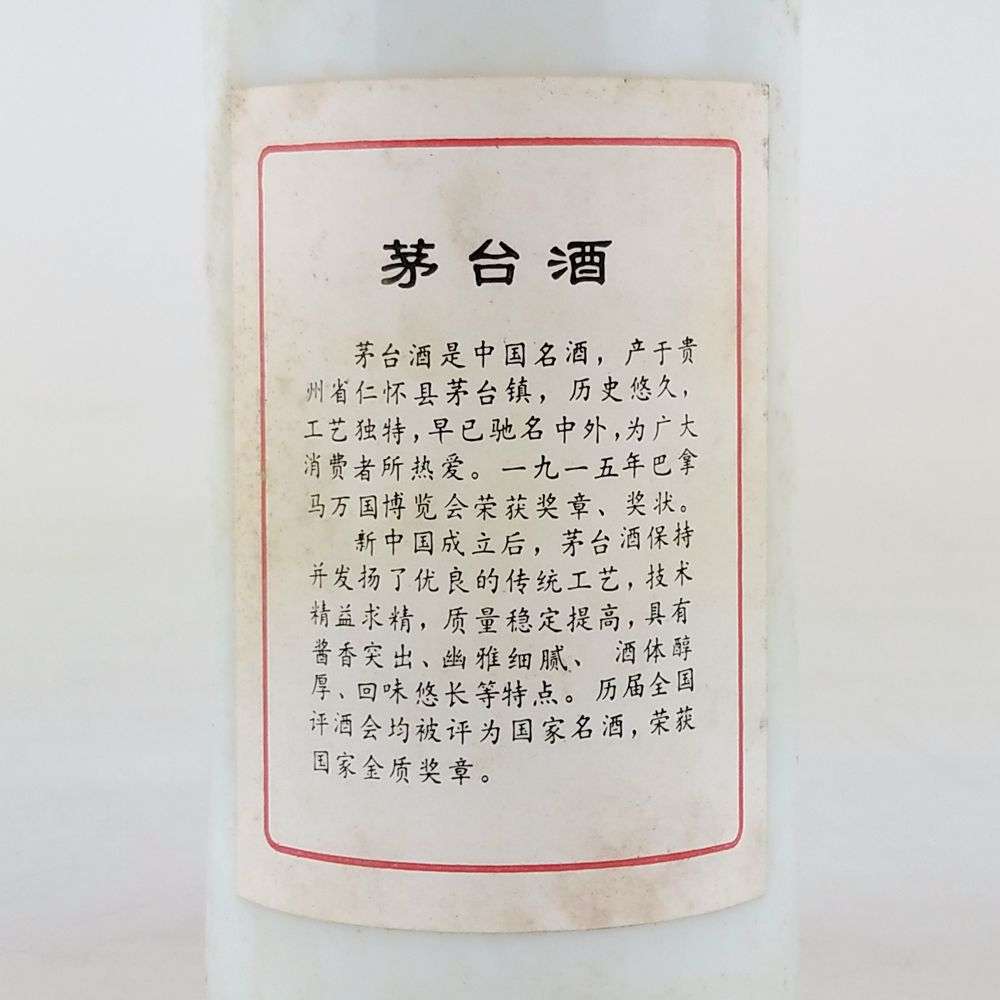 茅台酒
茅台酒是中国名酒，产于贵
州省仁怀县茅台镇，历史悠久，
工艺独特，早已驰名中外，为广大
消费者所热爱。一九一五年巴拿
马万国博览会荣获奖章、奖状。
新中国成立后，茅台酒保持
并发扬了优良的传统工艺，技术
精益求精，质量稳定提高，具有
酱香突出、幽雅细腻、酒体醇
厚、回味悠长等特点。历届全国
评酒会均被评为国家名酒，荣获
国家金质奖章。